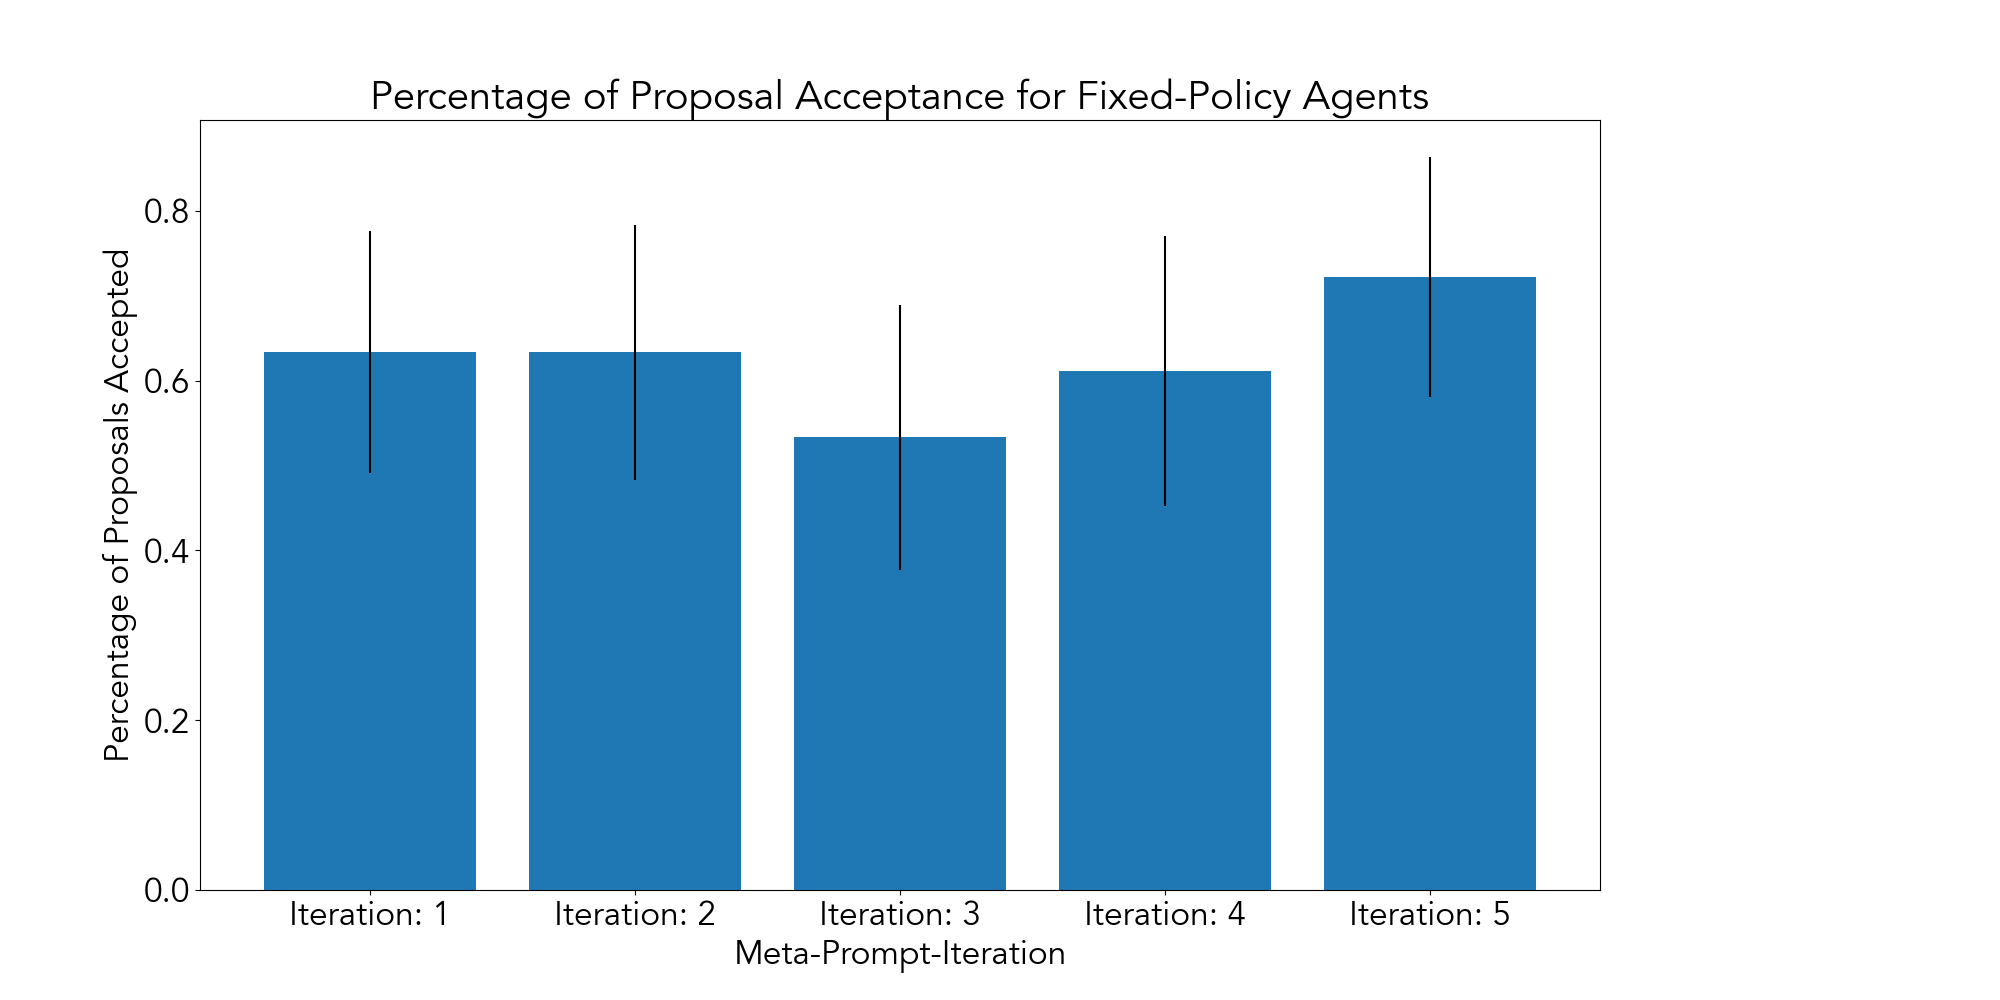 Percentage of Proposal Acceptance for Fixed-Policy Agents
Percentage of Proposals Accepted
0.8
0.6
0.4
0.2
0.0
Iteration: 1 Iteration: 2 Iteration: 3 Iteration: 4 Iteration: 5
Meta-Prompt-Iteration